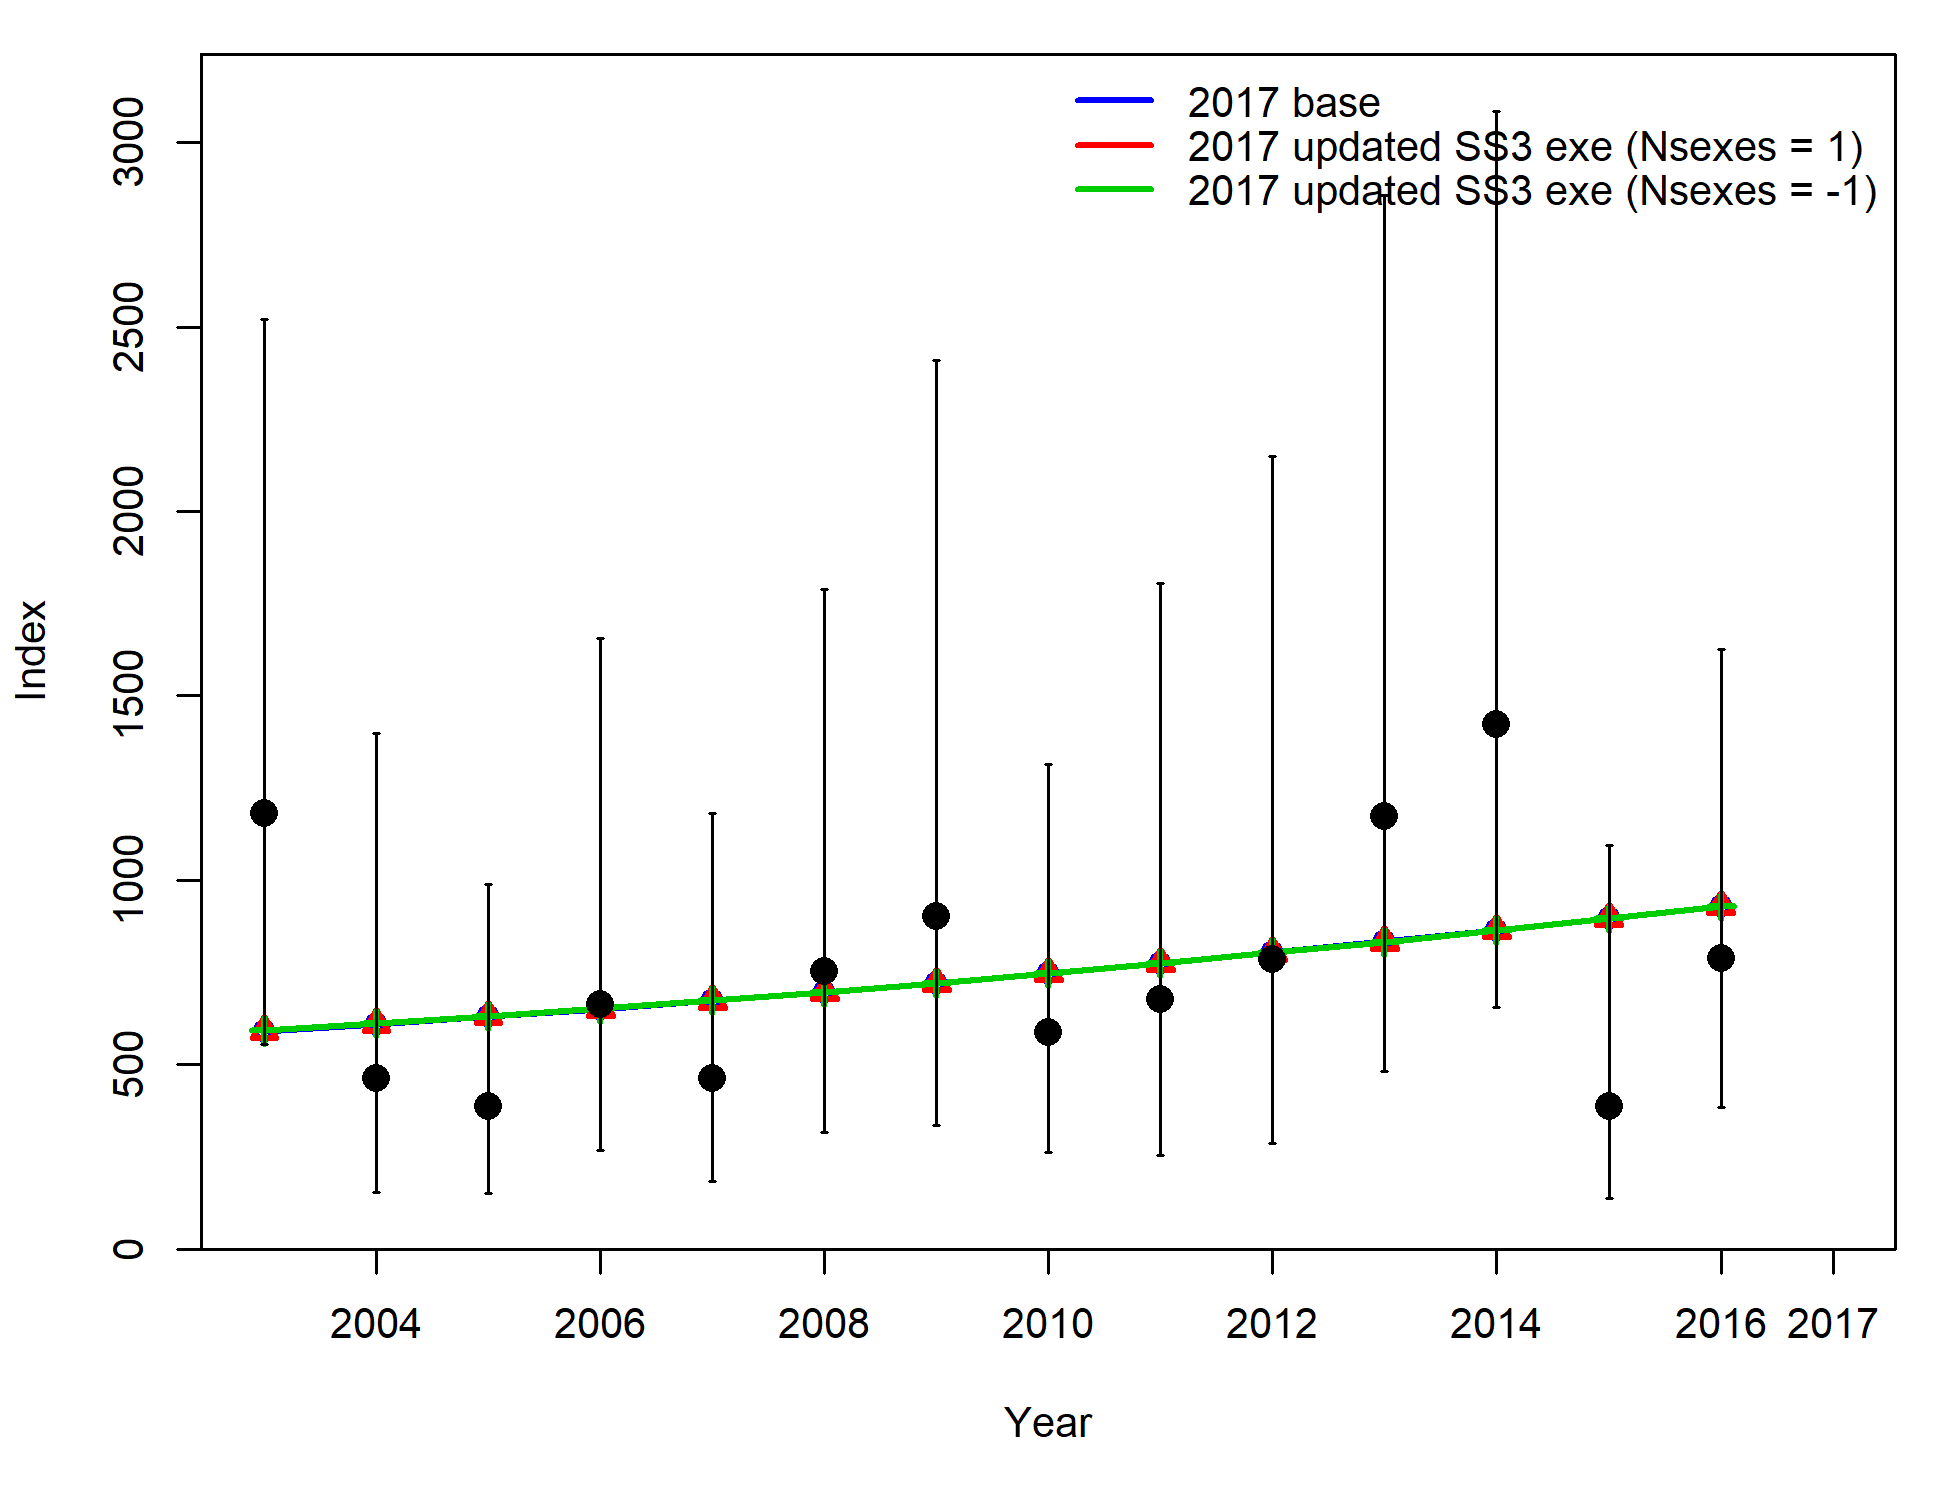 2017 base
2017 updated SS3 exe (Nsexes = 1)
2017 updated SS3 exe (Nsexes = -1)
3000
2500
2000
1500
1000
500
0
Index
2004 2006 2008 2010 2012 2014 2016 2017
Year